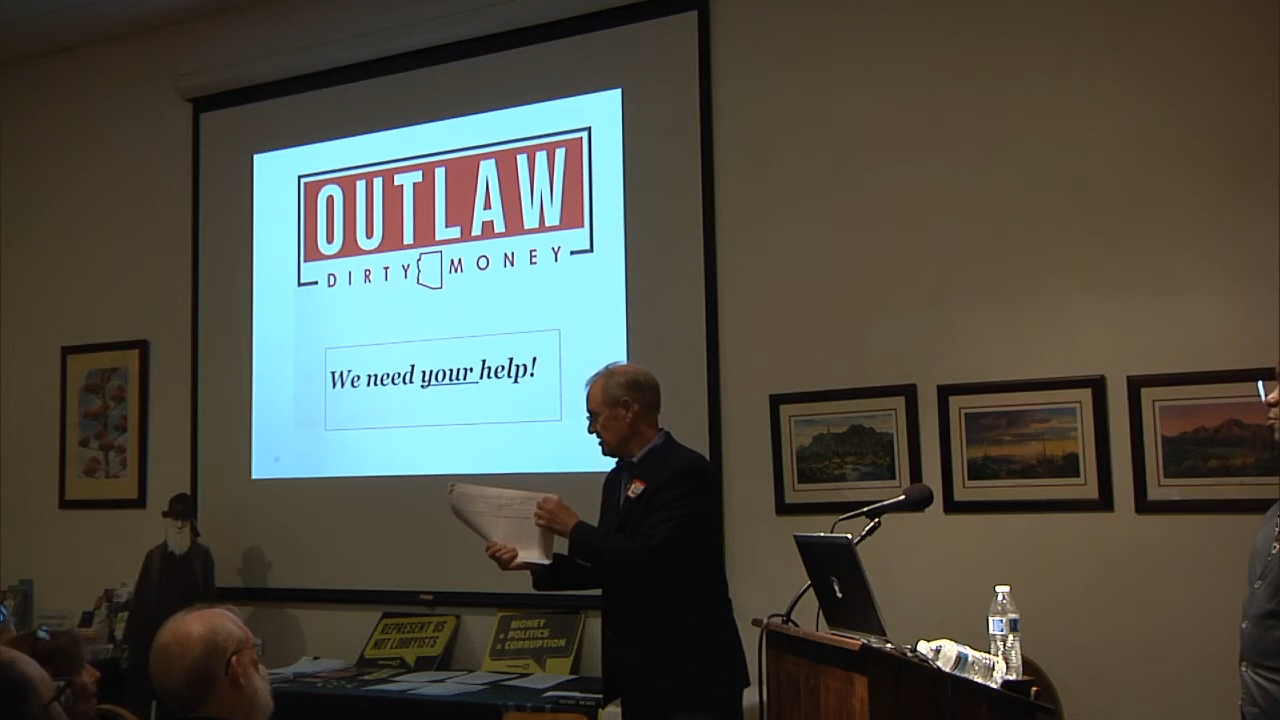 OUTLAW
DIRTY MONEY
We need your help!
REPRESENT US
NOT LOBBYISTS
MONEY
+ POLITICS
= CORRUPTION